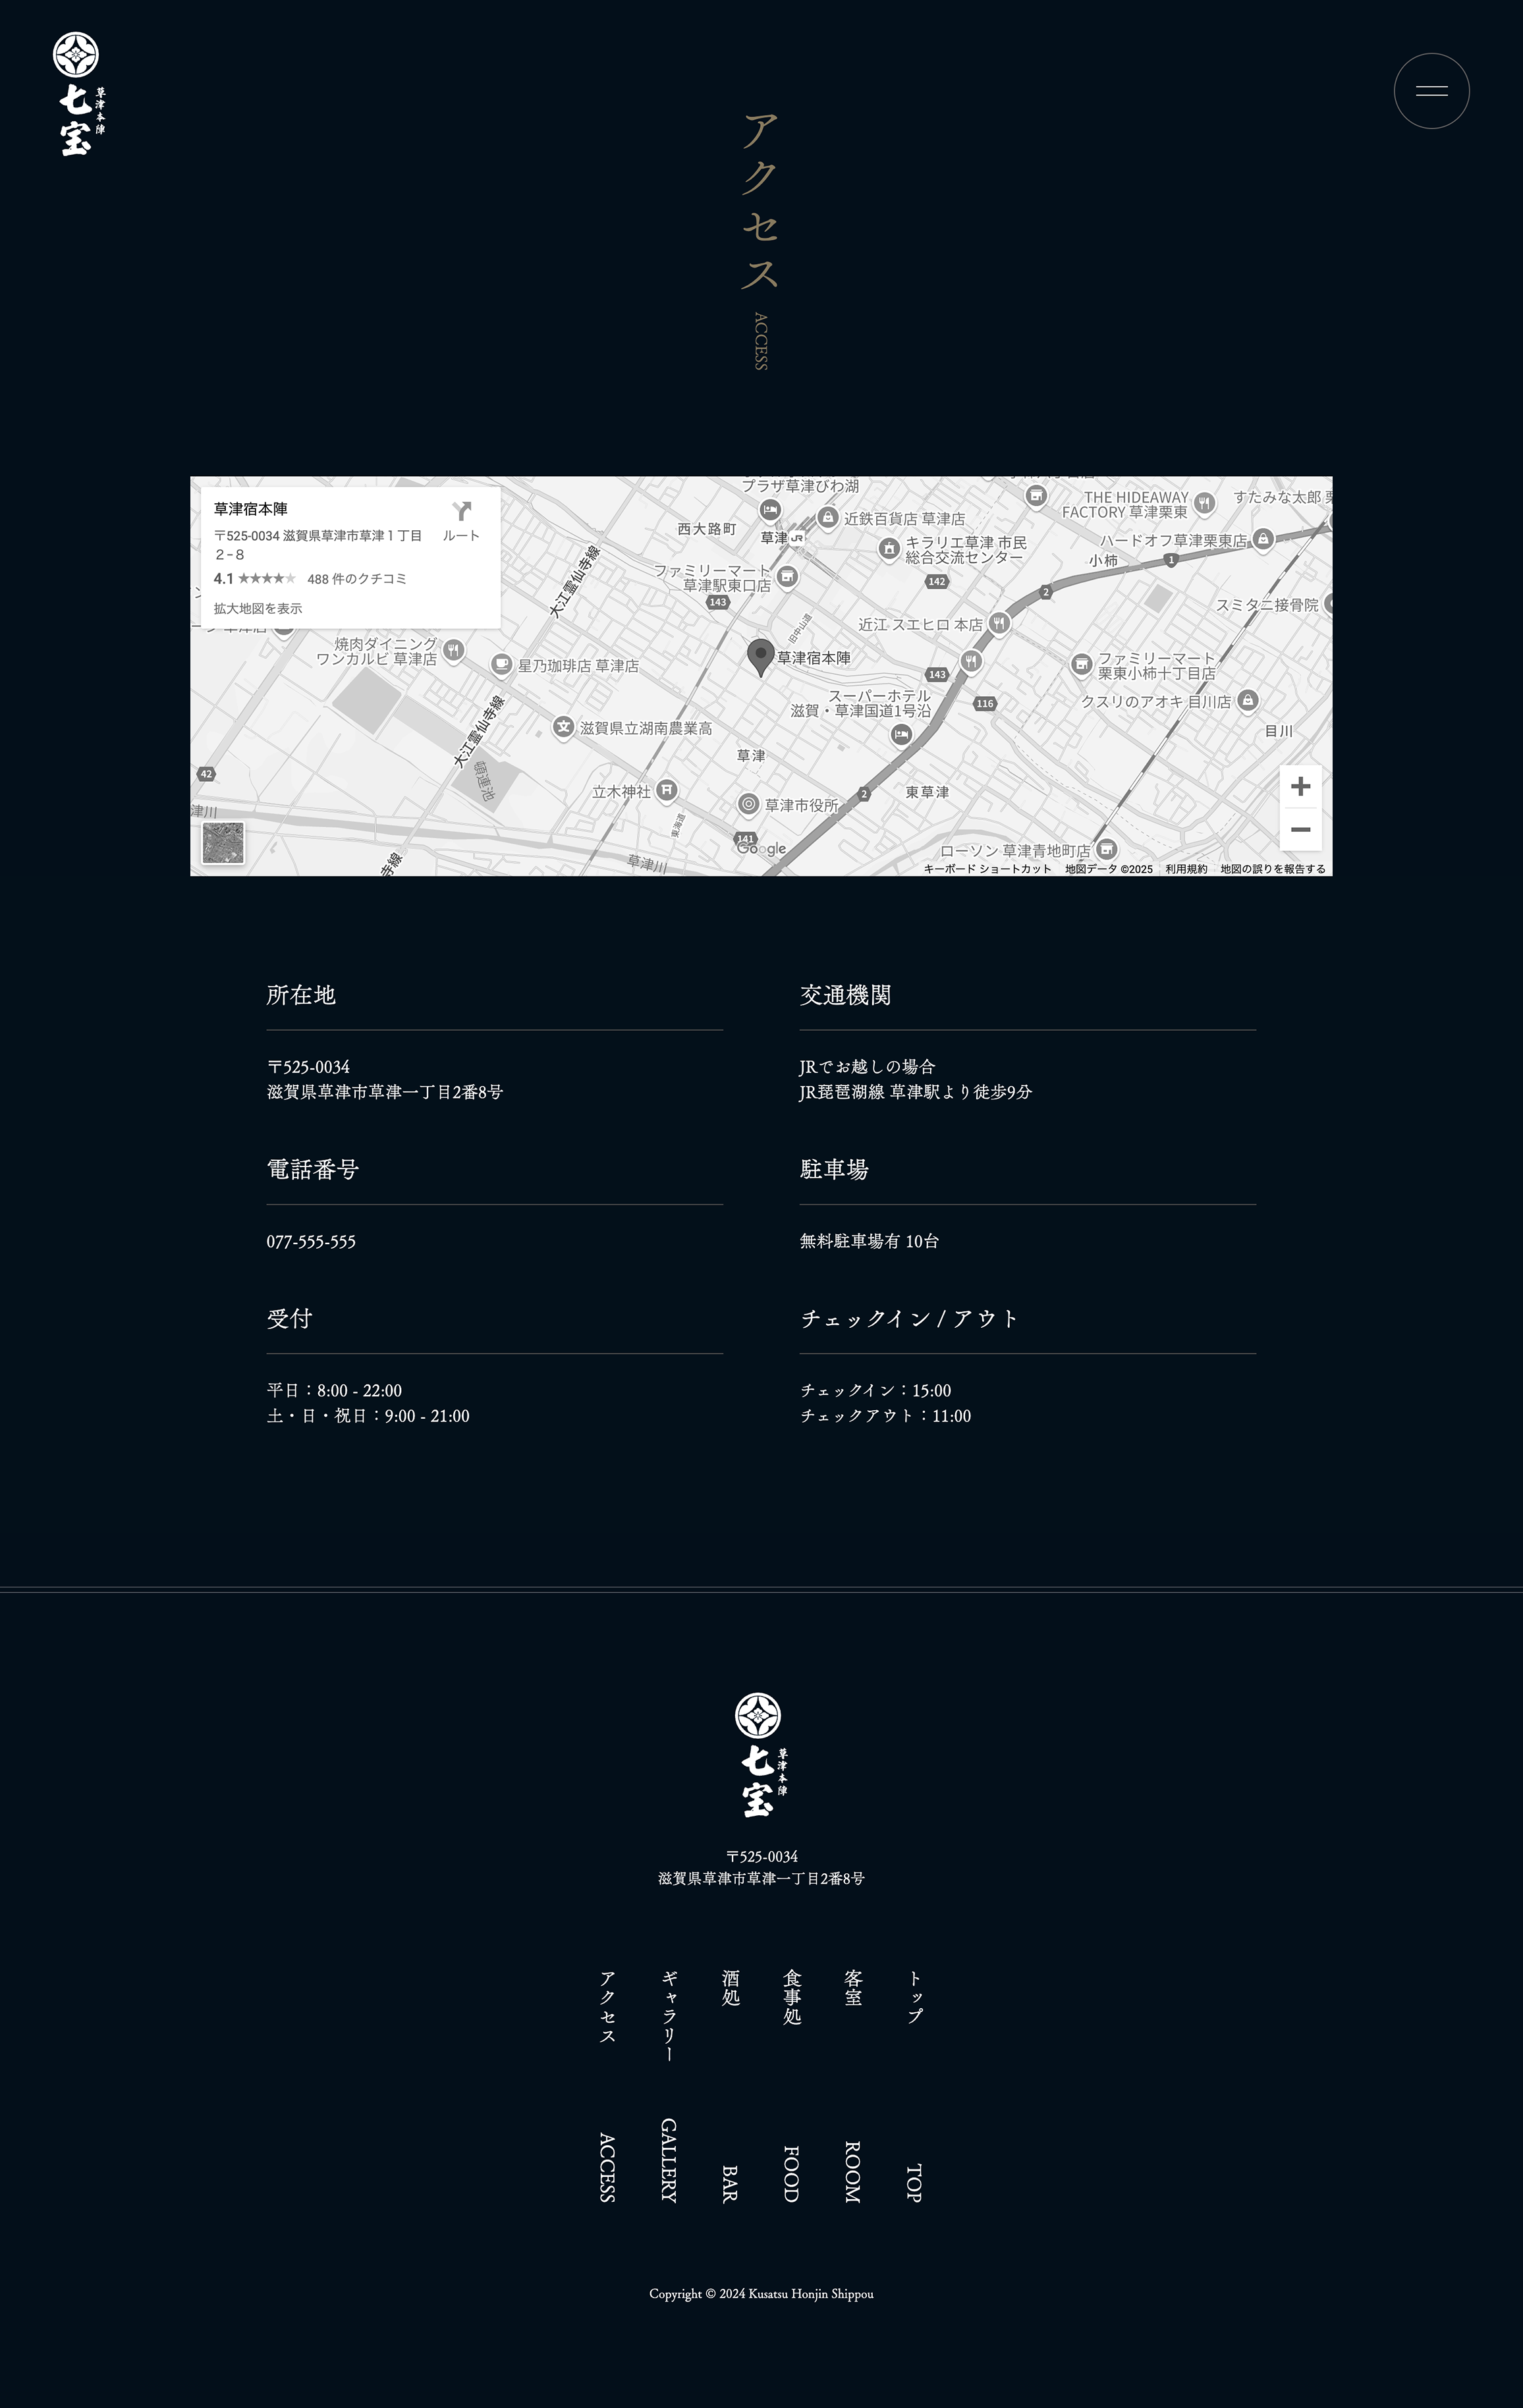 七宝
草津本陣
アクセス
ACCESS
草津宿本陣
〒525-0034 滋賀県草津市草津1丁目
2−8
ルート
4.1 ★★★★★ 488 件のクチコミ
拡大地図を表示
プラザ草津びわ湖
近鉄百貨店 草津店
西大路町
草津
JR
キラリエ草津 市民
総合交流センター
THE HIDEAWAY
FACTORY 草津栗東
すたみな太郎
ハードオフ草津栗東店
小柿
1
2
142
ファミリーマート
草津駅東口店
143
大江霊仙寺線
旧中山道
近江 スエヒロ 本店
スミタニ接骨院
焼肉ダイニング
ワンカルビ 草津店
星乃珈琲店 草津店
草津宿本陣
143
ファミリーマート
栗東小柿十丁目店
スーパーホテル
滋賀・草津国道1号沿
116
クスリのアオキ 目川店
目川
大江霊仙寺線
滋賀県立湖南農業高
草津
42
立木神社
草津市役所
2
東草津
東海道
津川
141
Google
草津川
寺線
ローソン 草津青地町店
キーボード ショートカット
地図データ ©2025
利用規約
地図の誤りを報告する
所在地
〒525-0034
滋賀県草津市草津一丁目2番8号
交通機関
JRでお越しの場合
JR琵琶湖線 草津駅より徒歩9分
電話番号
077-555-555
駐車場
無料駐車場有 10台
受付
平日：8:00 - 22:00
土・日・祝日：9:00 - 21:00
チェックイン / アウト
チェックイン：15:00
チェックアウト：11:00
七宝
草津本陣
〒525-0034
滋賀県草津市草津一丁目2番8号
トップ
TOP
客室
ROOM
食事処
FOOD
酒処
BAR
ギャラリー
GALLERY
アクセス
ACCESS
Copyright © 2024 Kusatsu Honjin Shippou